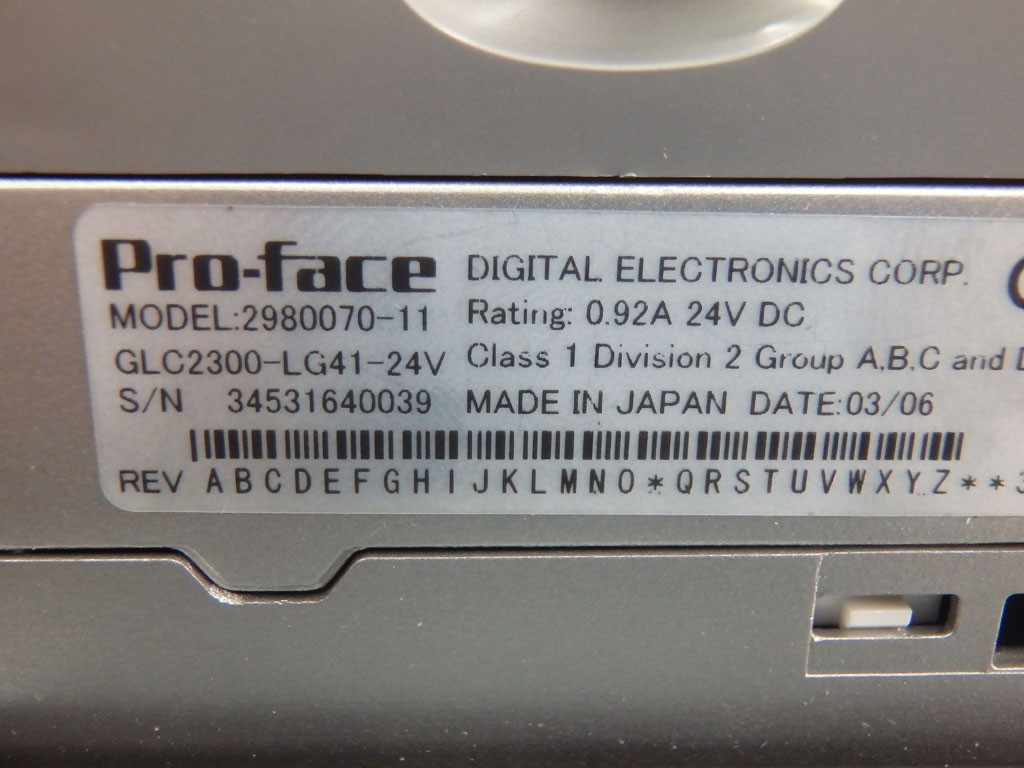 Pro-face DIGITAL ELECTRONICS CORP.
MODEL:2980070-11 Rating: 0.92A 24V DC
GLC2300-LG41-24V Class 1 Division 2 Group A,B,C and
S/N 34531640039 MADE IN JAPAN DATE:03/06
REV A B C D E F G H I J K L M N O * Q R S T U V W X Y Z * *